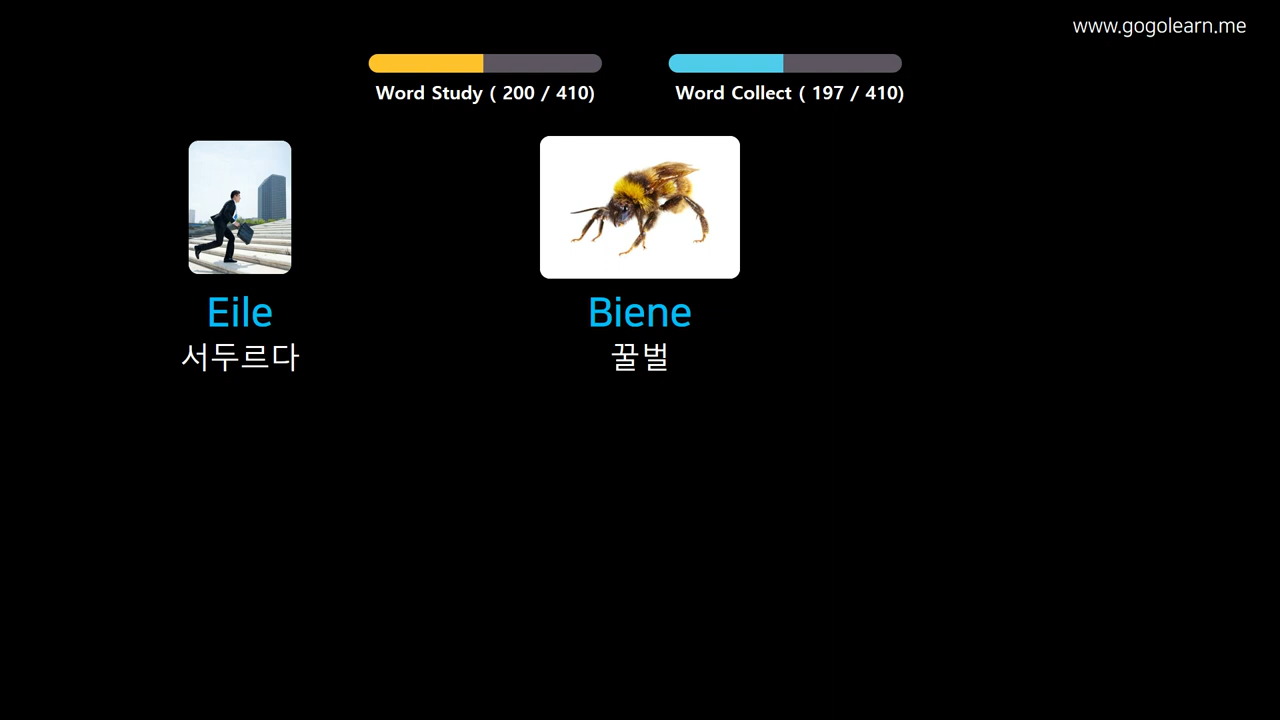 www.gogolearn.me
Word Study ( 200 / 410)
Word Collect ( 197 / 410)
Eile
서두르다
Biene
꿀벌